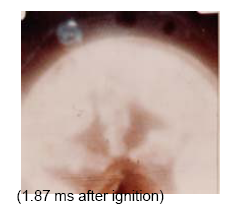 (1.87 ms after ignition)